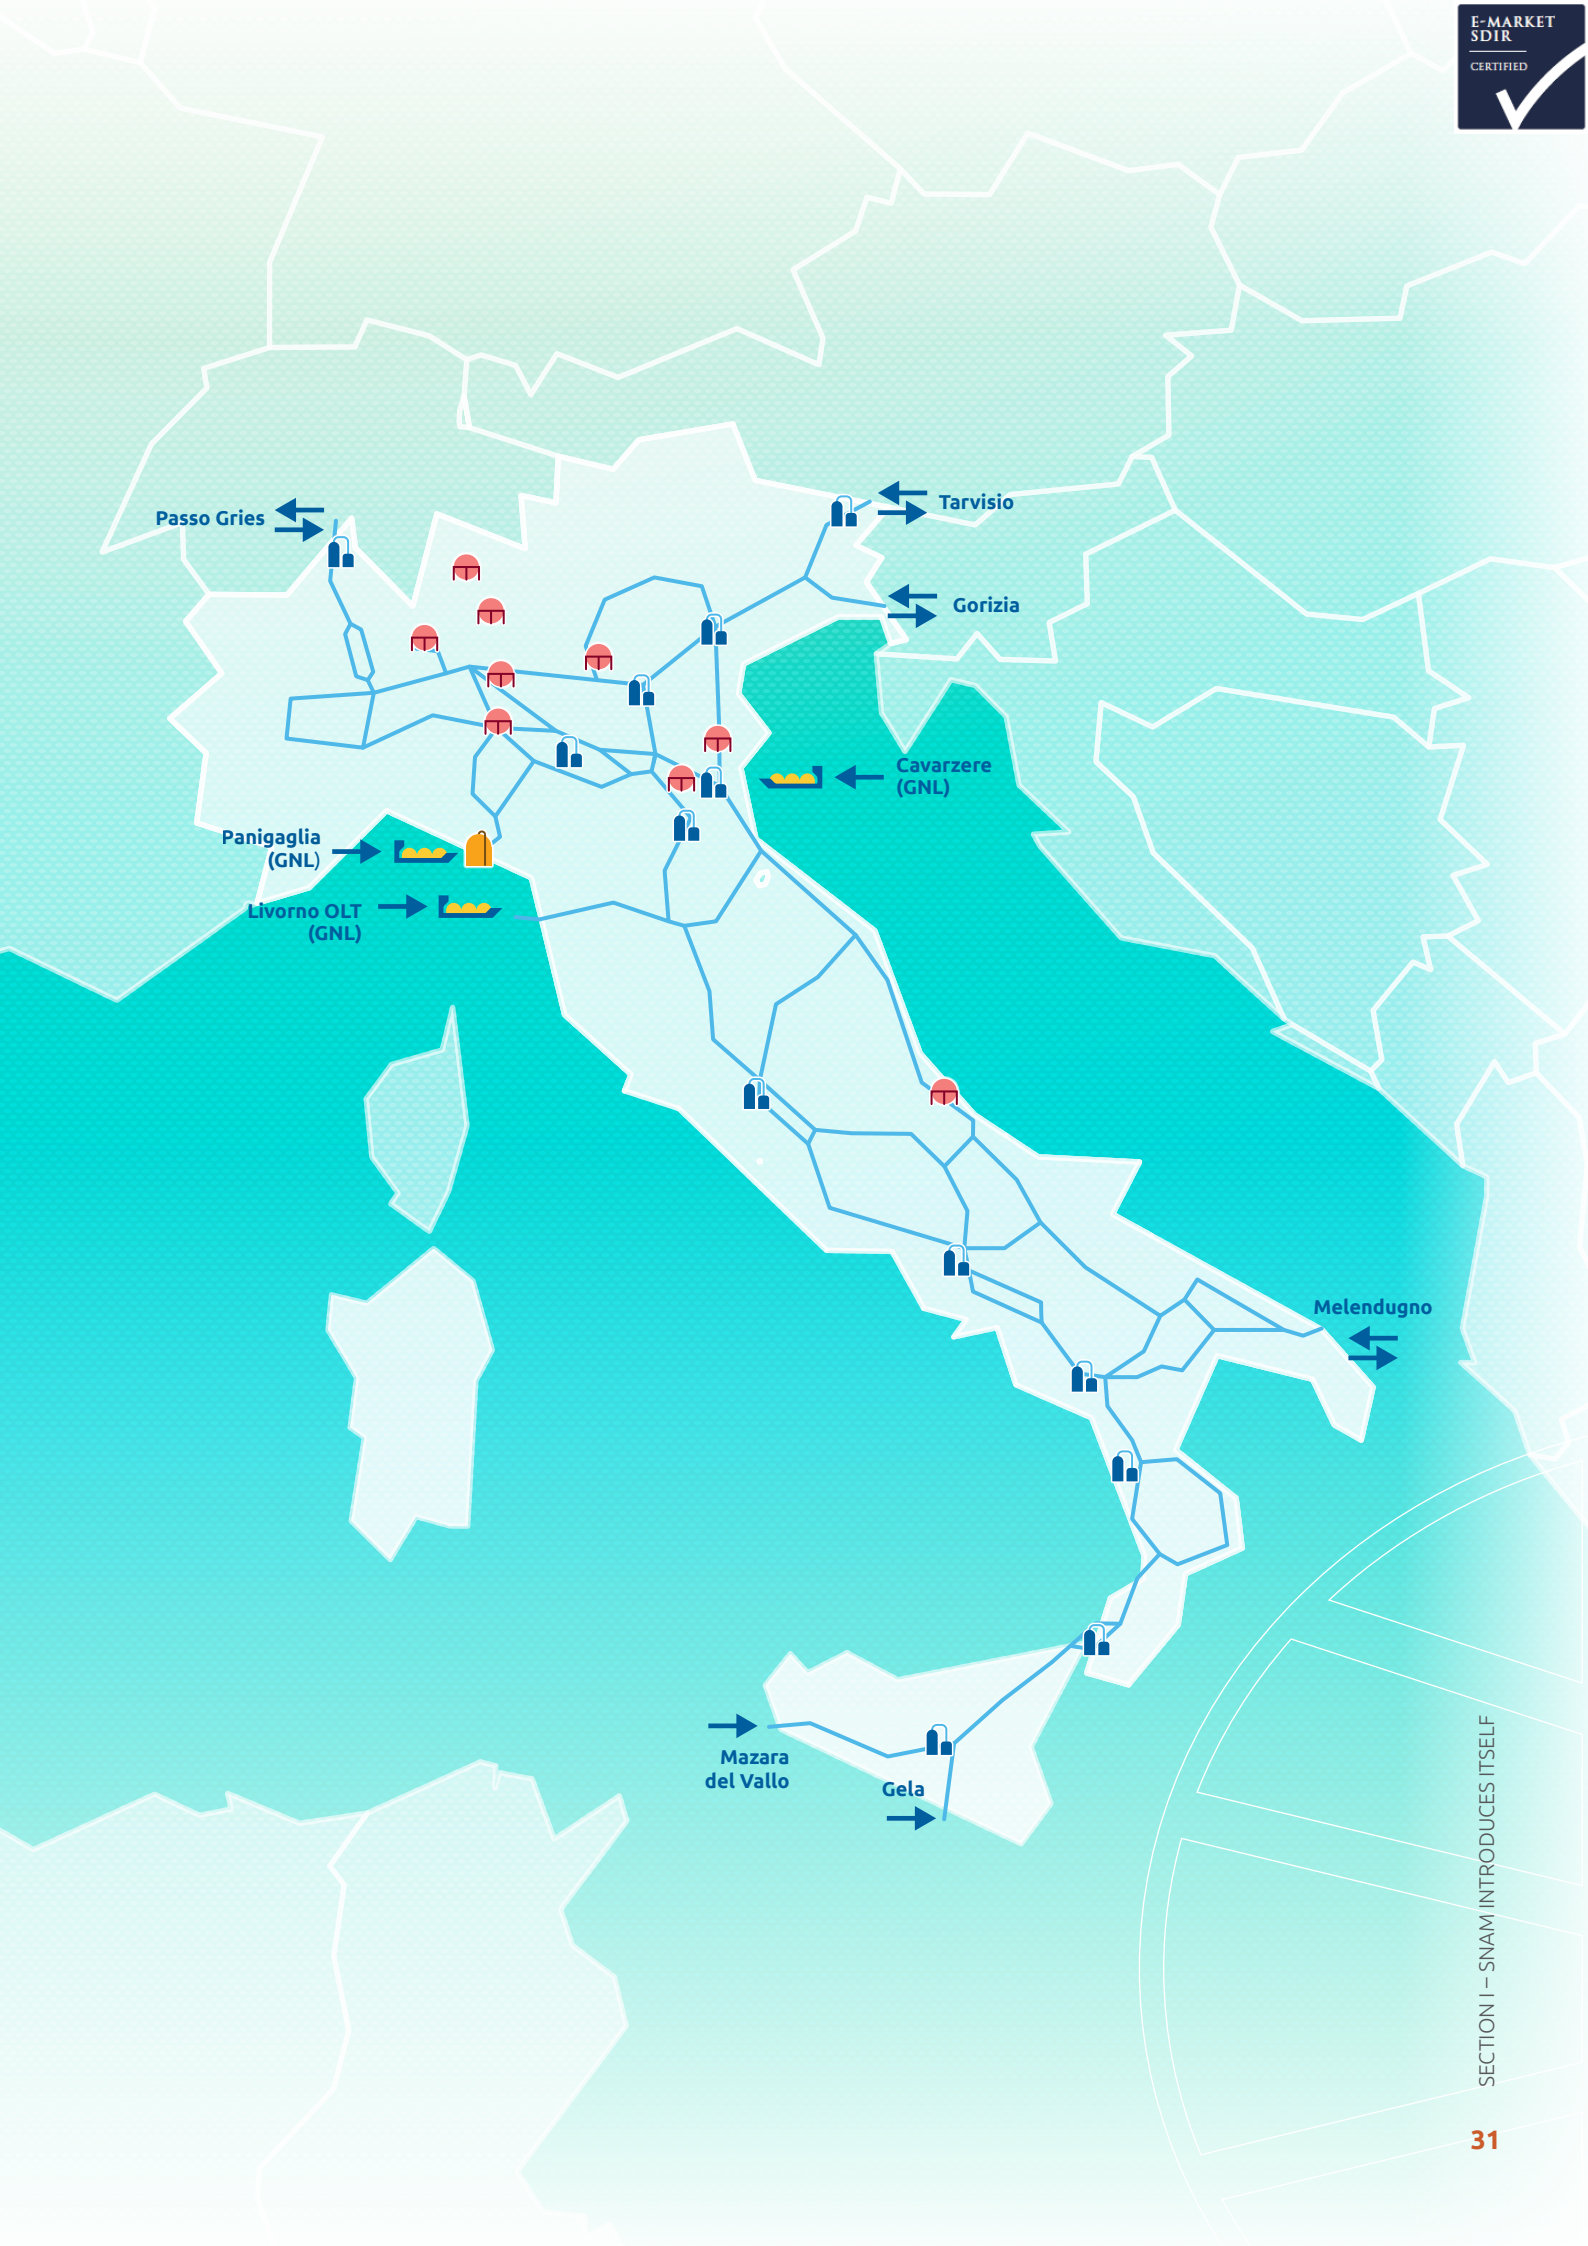 E-MARKET
SDIR
CERTIFIED
Tarvisio
Passo Gries
Gorizia
Cavarzere
(GNL)
Panigaglia
(GNL)
Livorno OLT
(GNL)
Melendugno
Mazara
del Vallo
Gela
SECTION I – SNAM INTRODUCES ITSELF
31